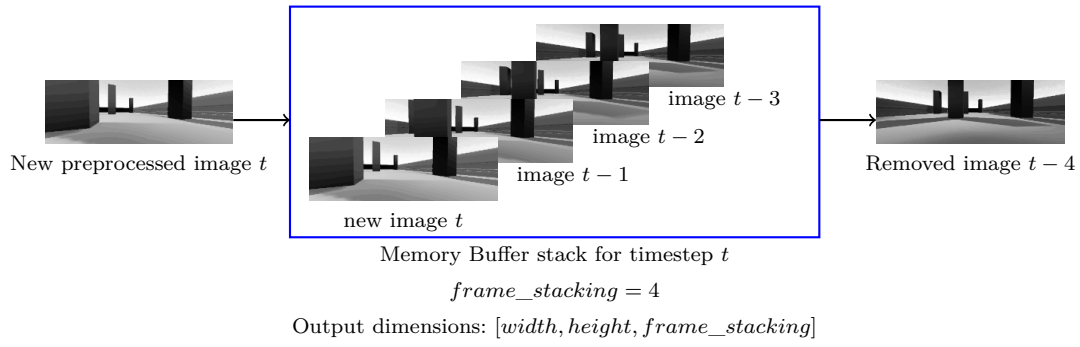 New preprocessed image t
image t − 3
image t − 2
image t − 1
new image t
Removed image t − 4
Memory Buffer stack for timestep t
frame_stacking = 4
Output dimensions: [width, height, frame_stacking]